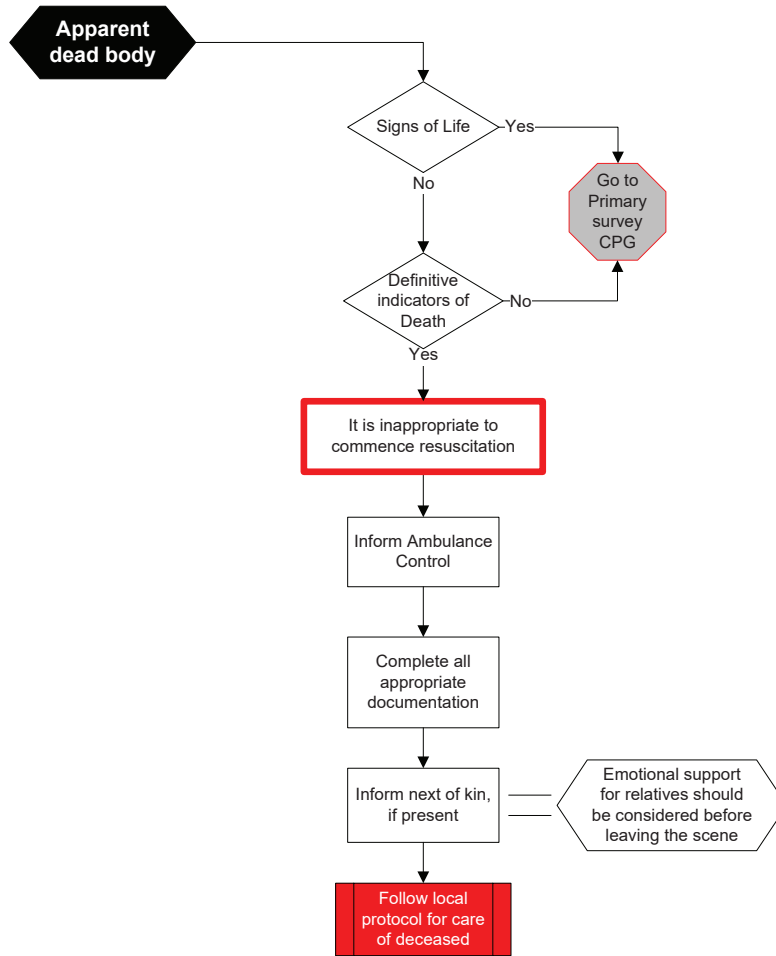 Apparent
dead body
Signs of Life
Yes
No
Go to
Primary
survey
CPG
Definitive
indicators of
Death
No
Yes
It is inappropriate to
commence resuscitation
Inform Ambulance
Control
Complete all
appropriate
documentation
Inform next of kin,
if present
Emotional support
for relatives should
be considered before
leaving the scene
Follow local
protocol for care
of deceased